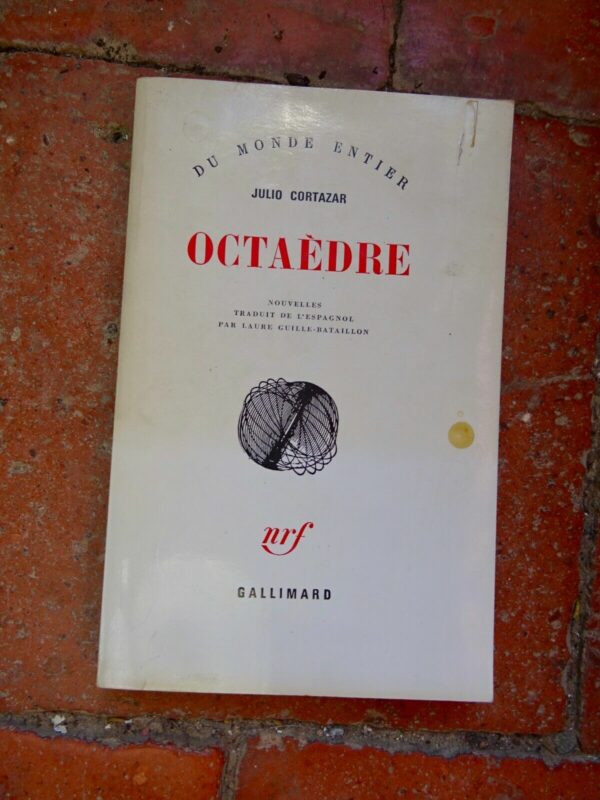 DU MONDE ENTIER
JULIO CORTAZAR
OCTAÈDRE
NOUVELLES
TRADUIT DE L'ESPAGNOL
PAR LAURE GUILLE-BATAILLON
nrf
GALLIMARD